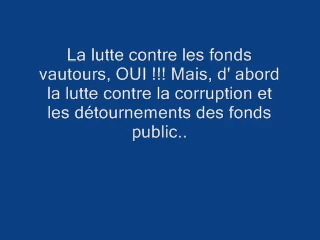 La lutte contre les fonds
vautours, OUI !!! Mais, d' abord
la lutte contre la corruption et
les détournements des fonds
public..